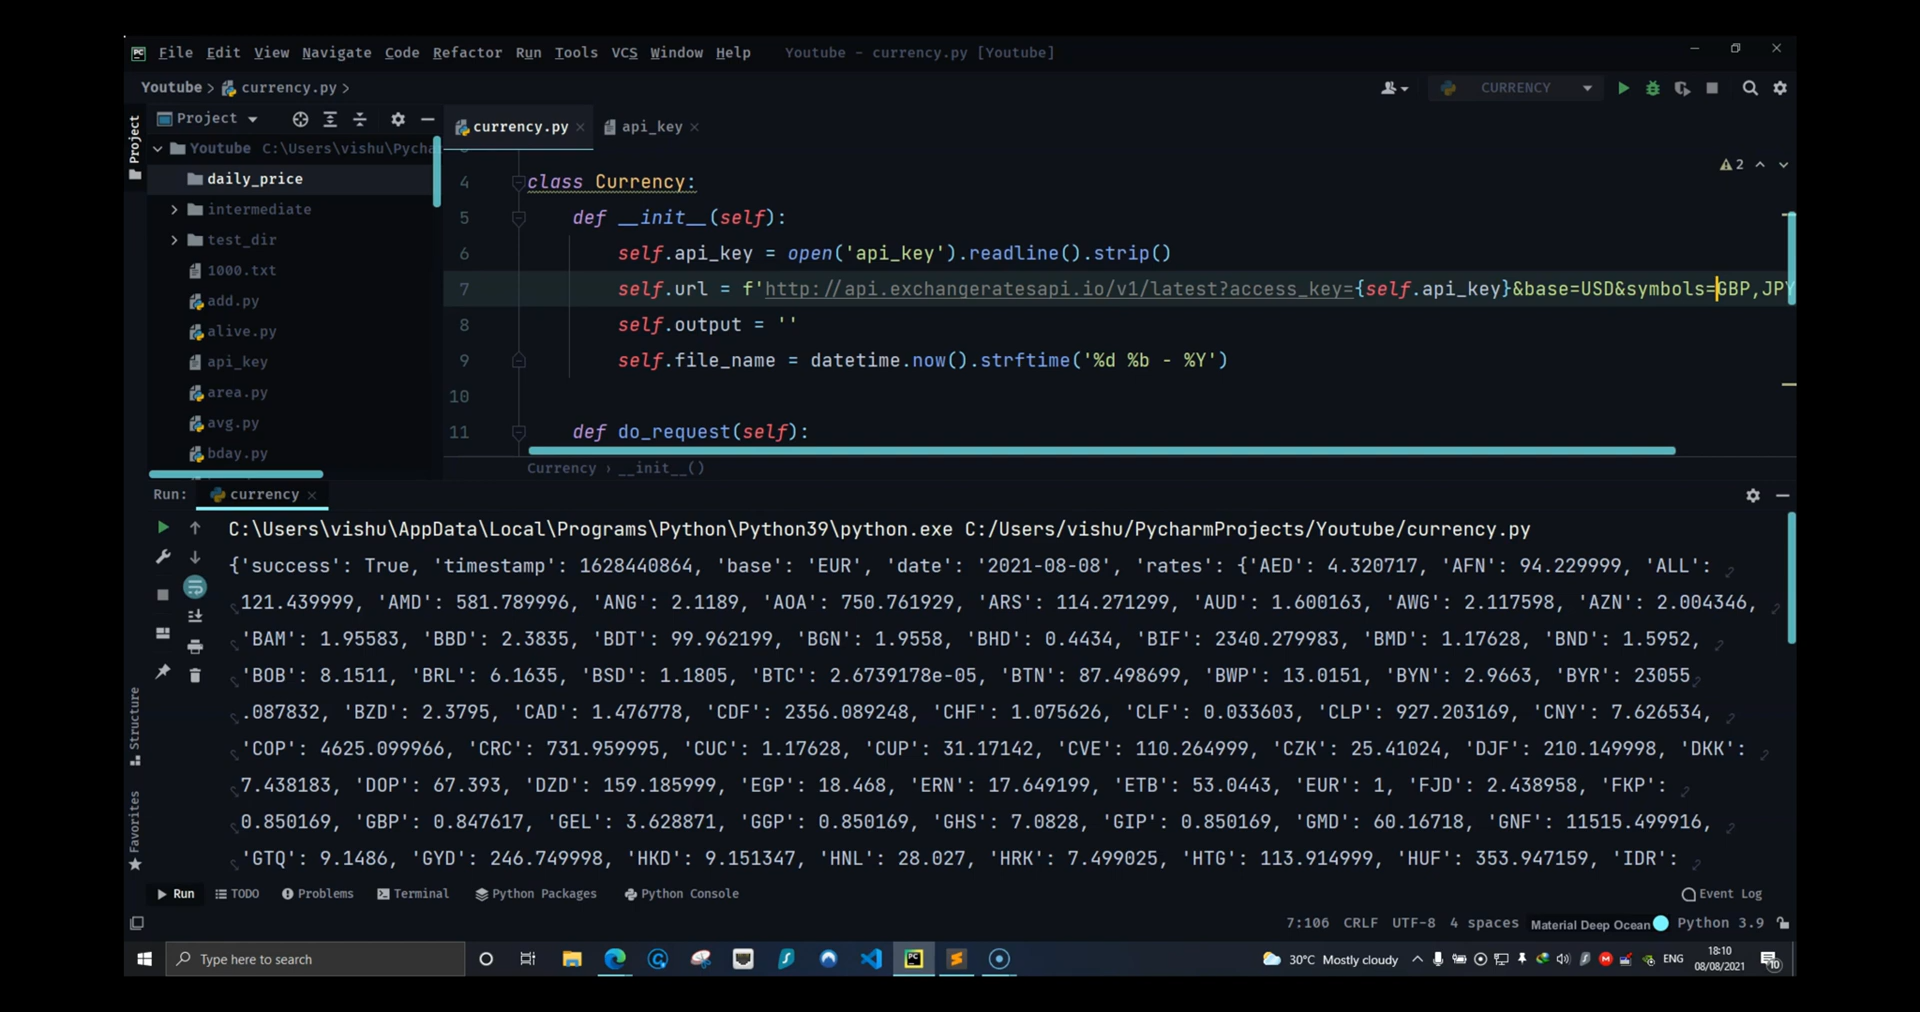 File Edit View Navigate Code Refactor Run Tools VCS Window Help Youtube - currency.py [Youtube]
Youtube > currency.py >
CURRENCY
Project
Project
currency.py
api_key
Youtube C:\Users\vishu\Pycha
daily_price
intermediate
test_dir
1000.txt
add.py
alive.py
api_key
area.py
avg.py
bday.py
2
4 class Currency:
5 def __init__(self):
6 self.api_key = open('api_key').readline().strip()
7 self.url = f'http://api.exchangeratesapi.io/v1/latest?access_key={self.api_key}&base=USD&symbols=GBP,JPY
8 self.output = ''
9 self.file_name = datetime.now().strftime('%d %b - %Y')
10
11 def do_request(self):
Currency › __init__()
Run: currency
C:\Users\vishu\AppData\Local\Programs\Python\Python39\python.exe C:/Users/vishu/PycharmProjects/Youtube/currency.py
{'success': True, 'timestamp': 1628440864, 'base': 'EUR', 'date': '2021-08-08', 'rates': {'AED': 4.320717, 'AFN': 94.229999, 'ALL':
121.439999, 'AMD': 581.789996, 'ANG': 2.1189, 'AOA': 750.761929, 'ARS': 114.271299, 'AUD': 1.600163, 'AWG': 2.117598, 'AZN': 2.004346,
'BAM': 1.95583, 'BBD': 2.3835, 'BDT': 99.962199, 'BGN': 1.9558, 'BHD': 0.4434, 'BIF': 2340.279983, 'BMD': 1.17628, 'BND': 1.5952,
'BOB': 8.1511, 'BRL': 6.1635, 'BSD': 1.1805, 'BTC': 2.6739178e-05, 'BTN': 87.498699, 'BWP': 13.0151, 'BYN': 2.9663, 'BYR': 23055
.087832, 'BZD': 2.3795, 'CAD': 1.476778, 'CDF': 2356.089248, 'CHF': 1.075626, 'CLF': 0.033603, 'CLP': 927.203169, 'CNY': 7.626534,
'COP': 4625.099966, 'CRC': 731.959995, 'CUC': 1.17628, 'CUP': 31.17142, 'CVE': 110.264999, 'CZK': 25.41024, 'DJF': 210.149998, 'DKK':
7.438183, 'DOP': 67.393, 'DZD': 159.185999, 'EGP': 18.468, 'ERN': 17.649199, 'ETB': 53.0443, 'EUR': 1, 'FJD': 2.438958, 'FKP':
0.850169, 'GBP': 0.847617, 'GEL': 3.628871, 'GGP': 0.850169, 'GHS': 7.0828, 'GIP': 0.850169, 'GMD': 60.16718, 'GNF': 11515.499916,
'GTQ': 9.1486, 'GYD': 246.749998, 'HKD': 9.151347, 'HNL': 28.027, 'HRK': 7.499025, 'HTG': 113.914999, 'HUF': 353.947159, 'IDR':
Structure
Favorites
Run TODO Problems Terminal Python Packages Python Console Event Log
7:106 CRLF UTF-8 4 spaces Material Deep Ocean Python 3.9
Type here to search
30°C Mostly cloudy ENG
18:10
08/08/2021
10